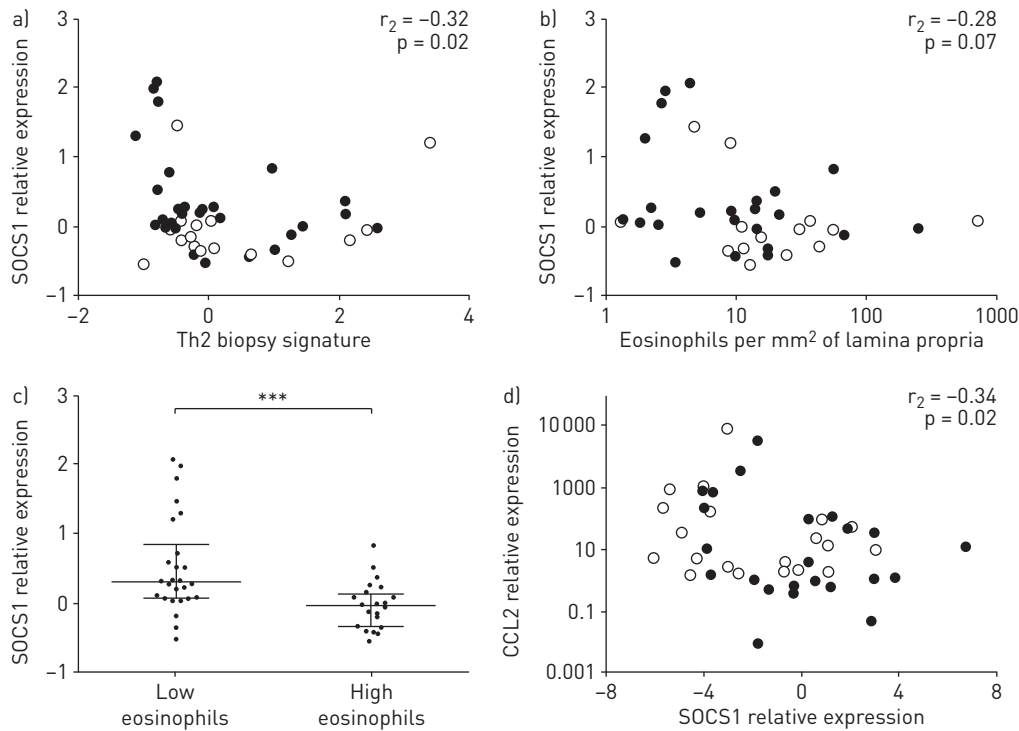 a)
r2 = –0.32
p = 0.02
SOCS1 relative expression
3
2
1
0
–1
–2
0
2
4
Th2 biopsy signature
b)
r2 = –0.28
p = 0.07
SOCS1 relative expression
3
2
1
0
–1
1
10
100
1000
Eosinophils per mm2 of lamina propria
c)
***
SOCS1 relative expression
3
2
1
0
–1
Low
eosinophils
High
eosinophils
d)
r2 = –0.34
p = 0.02
CCL2 relative expression
10 000
1000
10
0.1
0.001
–8
–4
0
4
8
SOCS1 relative expression